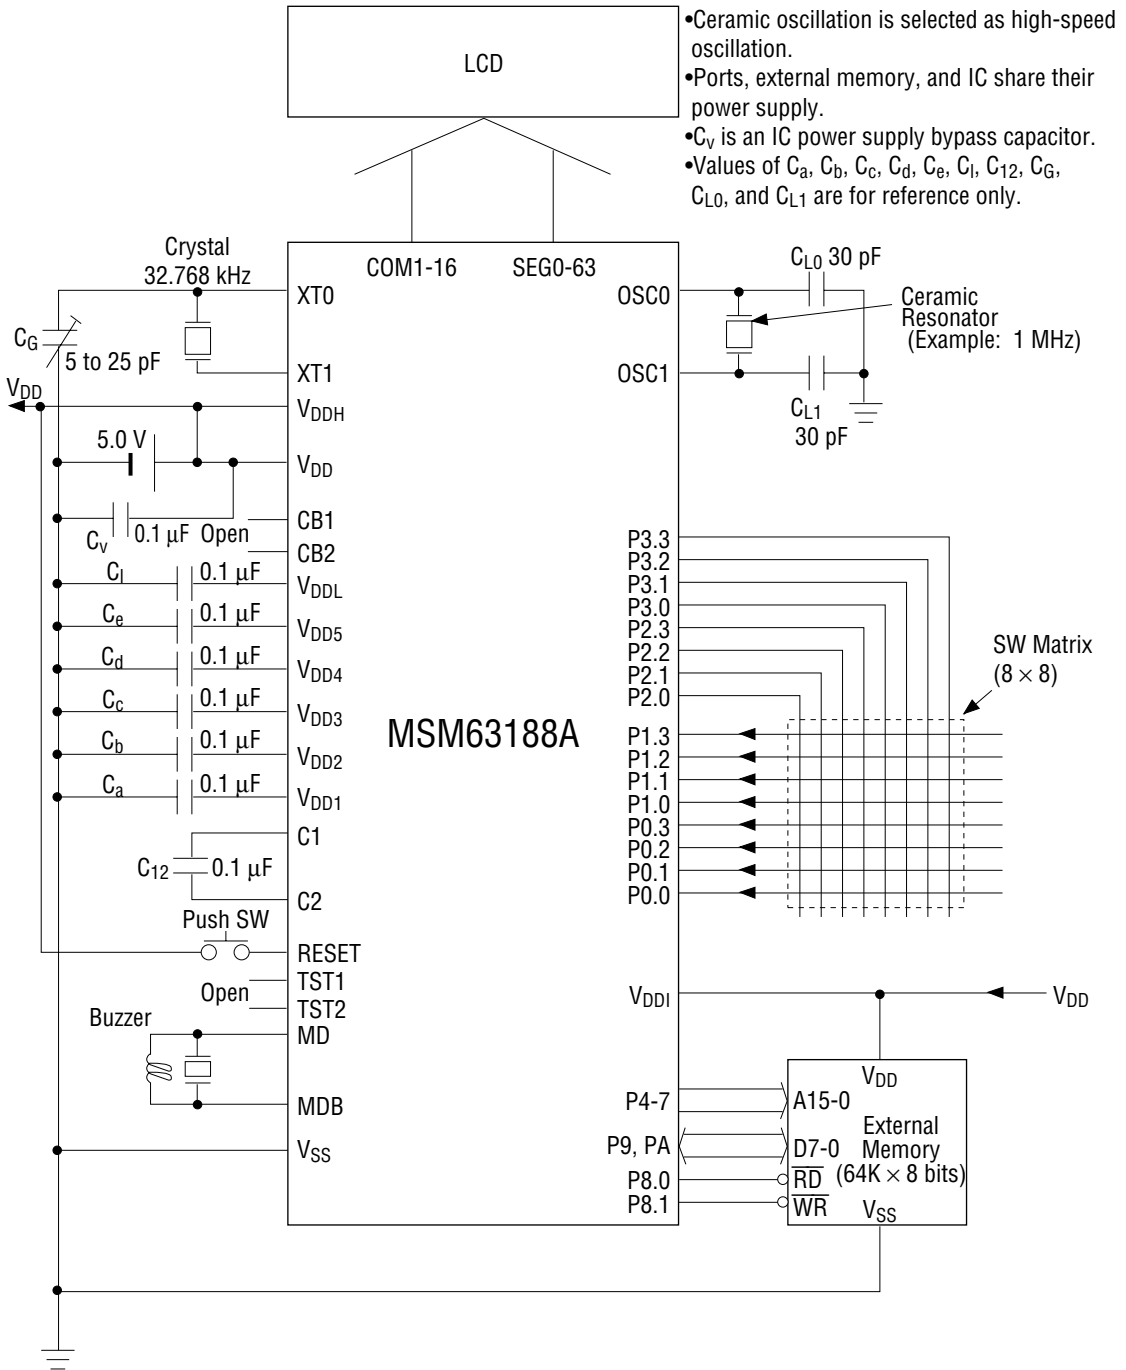 LCD
•Ceramic oscillation is selected as high-speed
oscillation.
•Ports, external memory, and IC share their
power supply.
•Cv is an IC power supply bypass capacitor.
•Values of Ca, Cb, Cc, Cd, Ce, Cl, C12, CG,
CL0, and CL1 are for reference only.
Crystal
32.768 kHz
COM1-16
SEG0-63
CL0 30 pF
XT0
OSC0
Ceramic
Resonator
(Example: 1 MHz)
CG
5 to 25 pF
XT1
OSC1
VDD
VDDH
CL1
30 pF
5.0 V
VDD
CB1
Cv
0.1 µF
Open
CB2
Cl
0.1 µF
VDDL
Ce
0.1 µF
VDD5
Cd
0.1 µF
VDD4
Cc
0.1 µF
VDD3
Cb
0.1 µF
VDD2
Ca
0.1 µF
VDD1
MSM63188A
P3.3
P3.2
P3.1
P3.0
P2.3
P2.2
P2.1
P2.0
SW Matrix
(8 × 8)
P1.3
P1.2
P1.1
P1.0
P0.3
P0.2
P0.1
P0.0
C1
C12
0.1 µF
C2
Push SW
RESET
TST1
Open
TST2
Buzzer
MD
MDB
VSS
VDDI
VDD
VDD
P4-7
A15-0
External
Memory
(64K × 8 bits)
P9, PA
D7-0
P8.0
R̅D̅
P8.1
W̅R̅
VSS